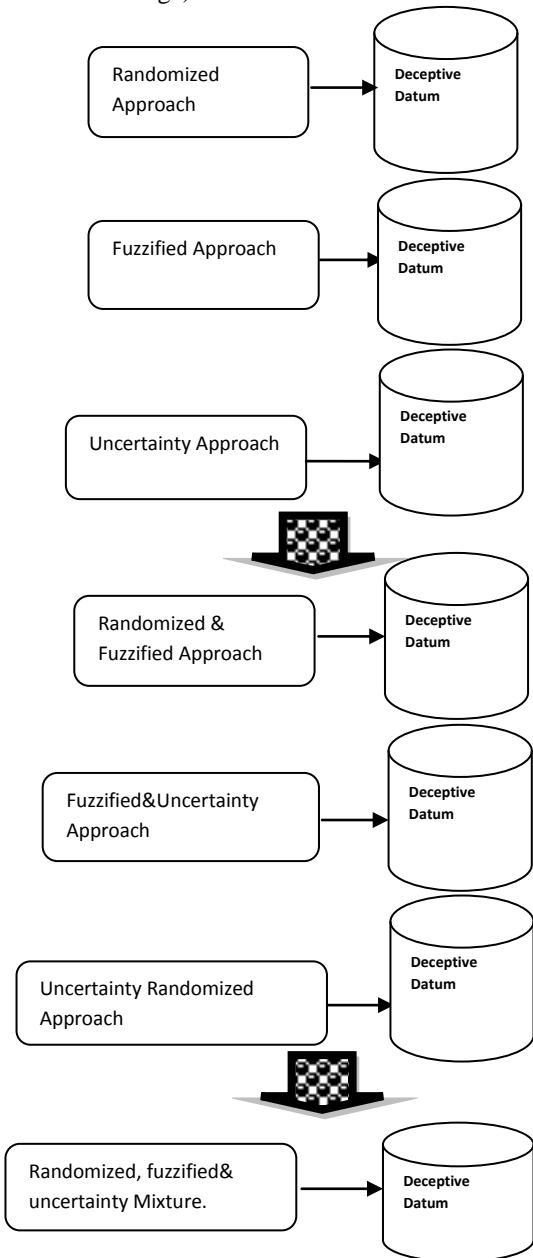 Randomized
Approach
Deceptive
Datum
Fuzzified Approach
Deceptive
Datum
Uncertainty Approach
Deceptive
Datum
Randomized &
Fuzzified Approach
Deceptive
Datum
Fuzzified&Uncertainty
Approach
Deceptive
Datum
Uncertainty Randomized
Approach
Deceptive
Datum
Randomized, fuzzified&
uncertainty Mixture.
Deceptive
Datum